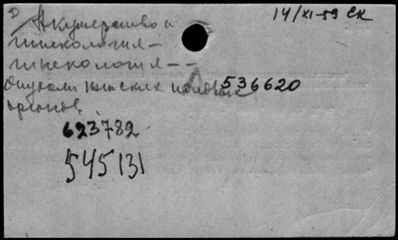 Д Акушерство и 14/XI-59 СК
гинекология –
гинекология – –
опухоли женских половых 536620
органов.
623782
545131